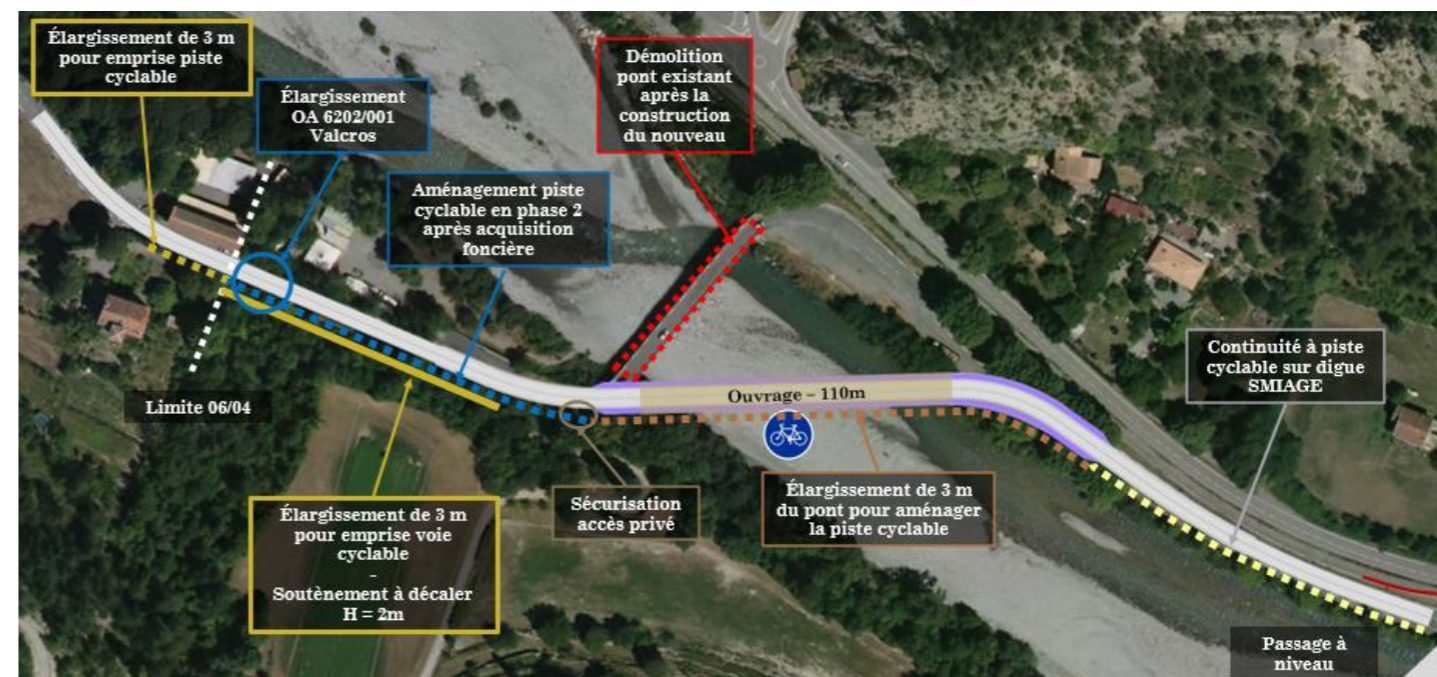 Élargissement de 3 m
pour emprise piste
cyclable
Élargissement
OA 6202/001
Valcros
Démolition
pont existant
après la
construction
du nouveau
Aménagement piste
cyclable en phase 2
après acquisition
foncière
Limite 06/04
Ouvrage – 110m
Continuité à piste
cyclable sur digue
SMIAGE
Élargissement de 3 m
pour emprise voie
cyclable
–
Soutènement à décaler
H = 2m
Sécurisation
accès privé
Élargissement de 3 m
du pont pour aménager
la piste cyclable
Passage à
niveau